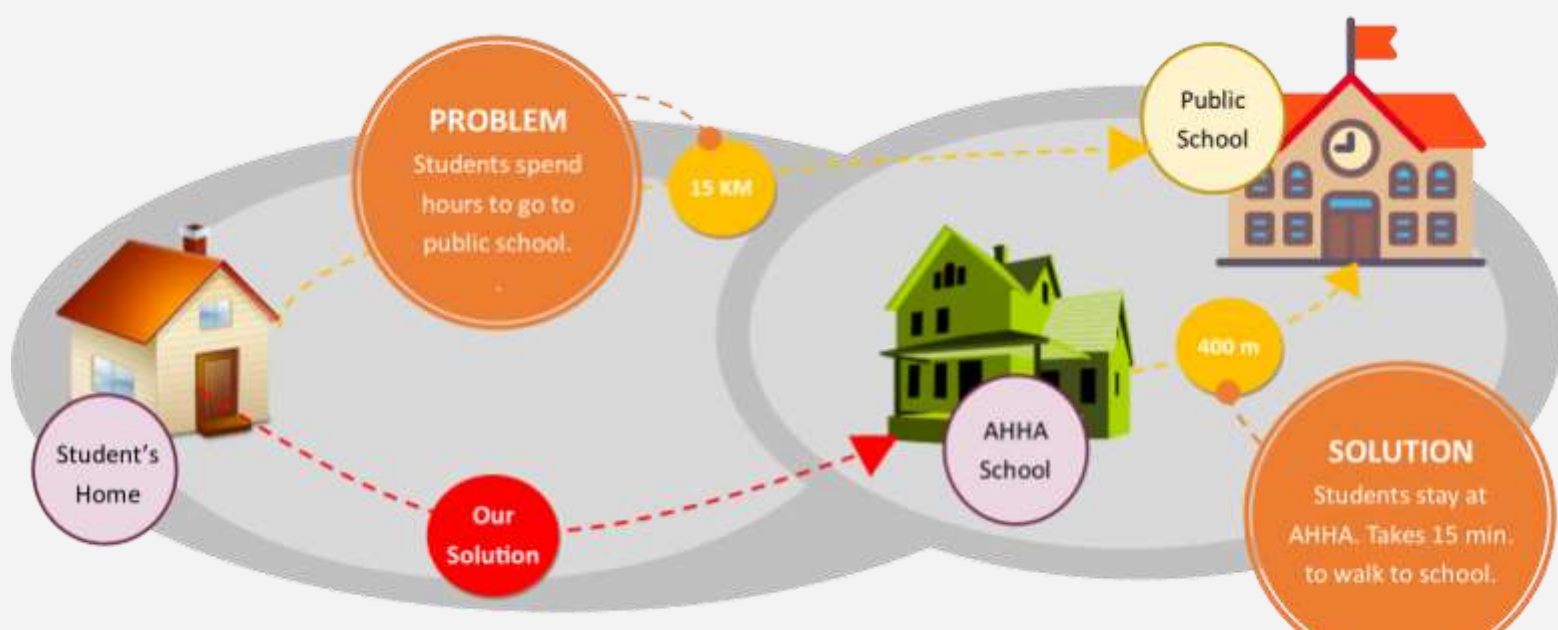 PROBLEM
Students spend
hours to go to
public school.
.
15 KM
Public
School
Student's
Home
Our
Solution
AHHA
School
400 m
SOLUTION
Students stay at
AHHA. Takes 15 min.
to walk to school.